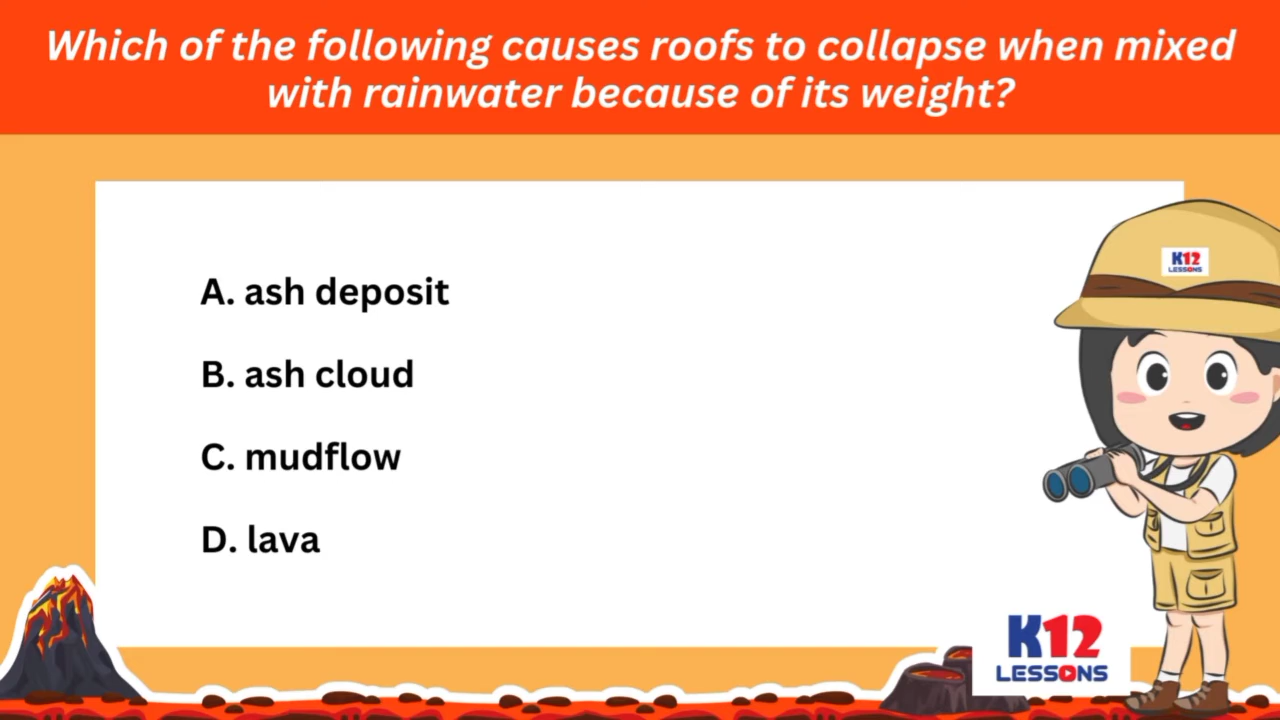 Which of the following causes roofs to collapse when mixed
with rainwater because of its weight?
A. ash deposit
B. ash cloud
C. mudflow
D. lava
K12
LESSONS
K12
LESSONS